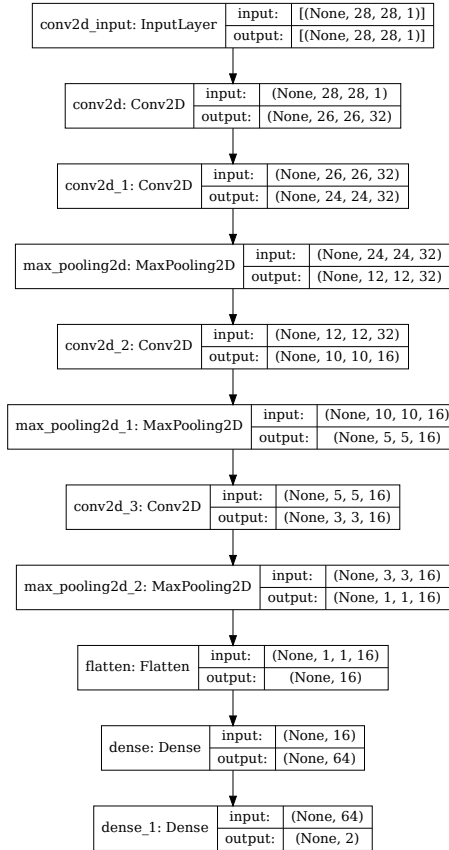 conv2d_input: InputLayer
input: [(None, 28, 28, 1)]
output: [(None, 28, 28, 1)]
conv2d: Conv2D
input: (None, 28, 28, 1)
output: (None, 26, 26, 32)
conv2d_1: Conv2D
input: (None, 26, 26, 32)
output: (None, 24, 24, 32)
max_pooling2d: MaxPooling2D
input: (None, 24, 24, 32)
output: (None, 12, 12, 32)
conv2d_2: Conv2D
input: (None, 12, 12, 32)
output: (None, 10, 10, 16)
max_pooling2d_1: MaxPooling2D
input: (None, 10, 10, 16)
output: (None, 5, 5, 16)
conv2d_3: Conv2D
input: (None, 5, 5, 16)
output: (None, 3, 3, 16)
max_pooling2d_2: MaxPooling2D
input: (None, 3, 3, 16)
output: (None, 1, 1, 16)
flatten: Flatten
input: (None, 1, 1, 16)
output: (None, 16)
dense: Dense
input: (None, 16)
output: (None, 64)
dense_1: Dense
input: (None, 64)
output: (None, 2)